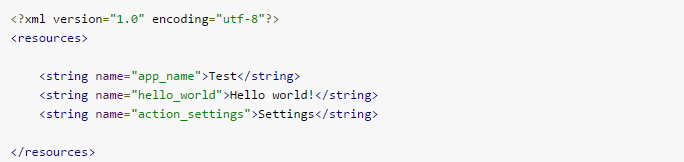 <?xml version="1.0" encoding="utf-8"?>
<resources>
    <string name="app_name">Test</string>
    <string name="hello_world">Hello world!</string>
    <string name="action_settings">Settings</string>
</resources>